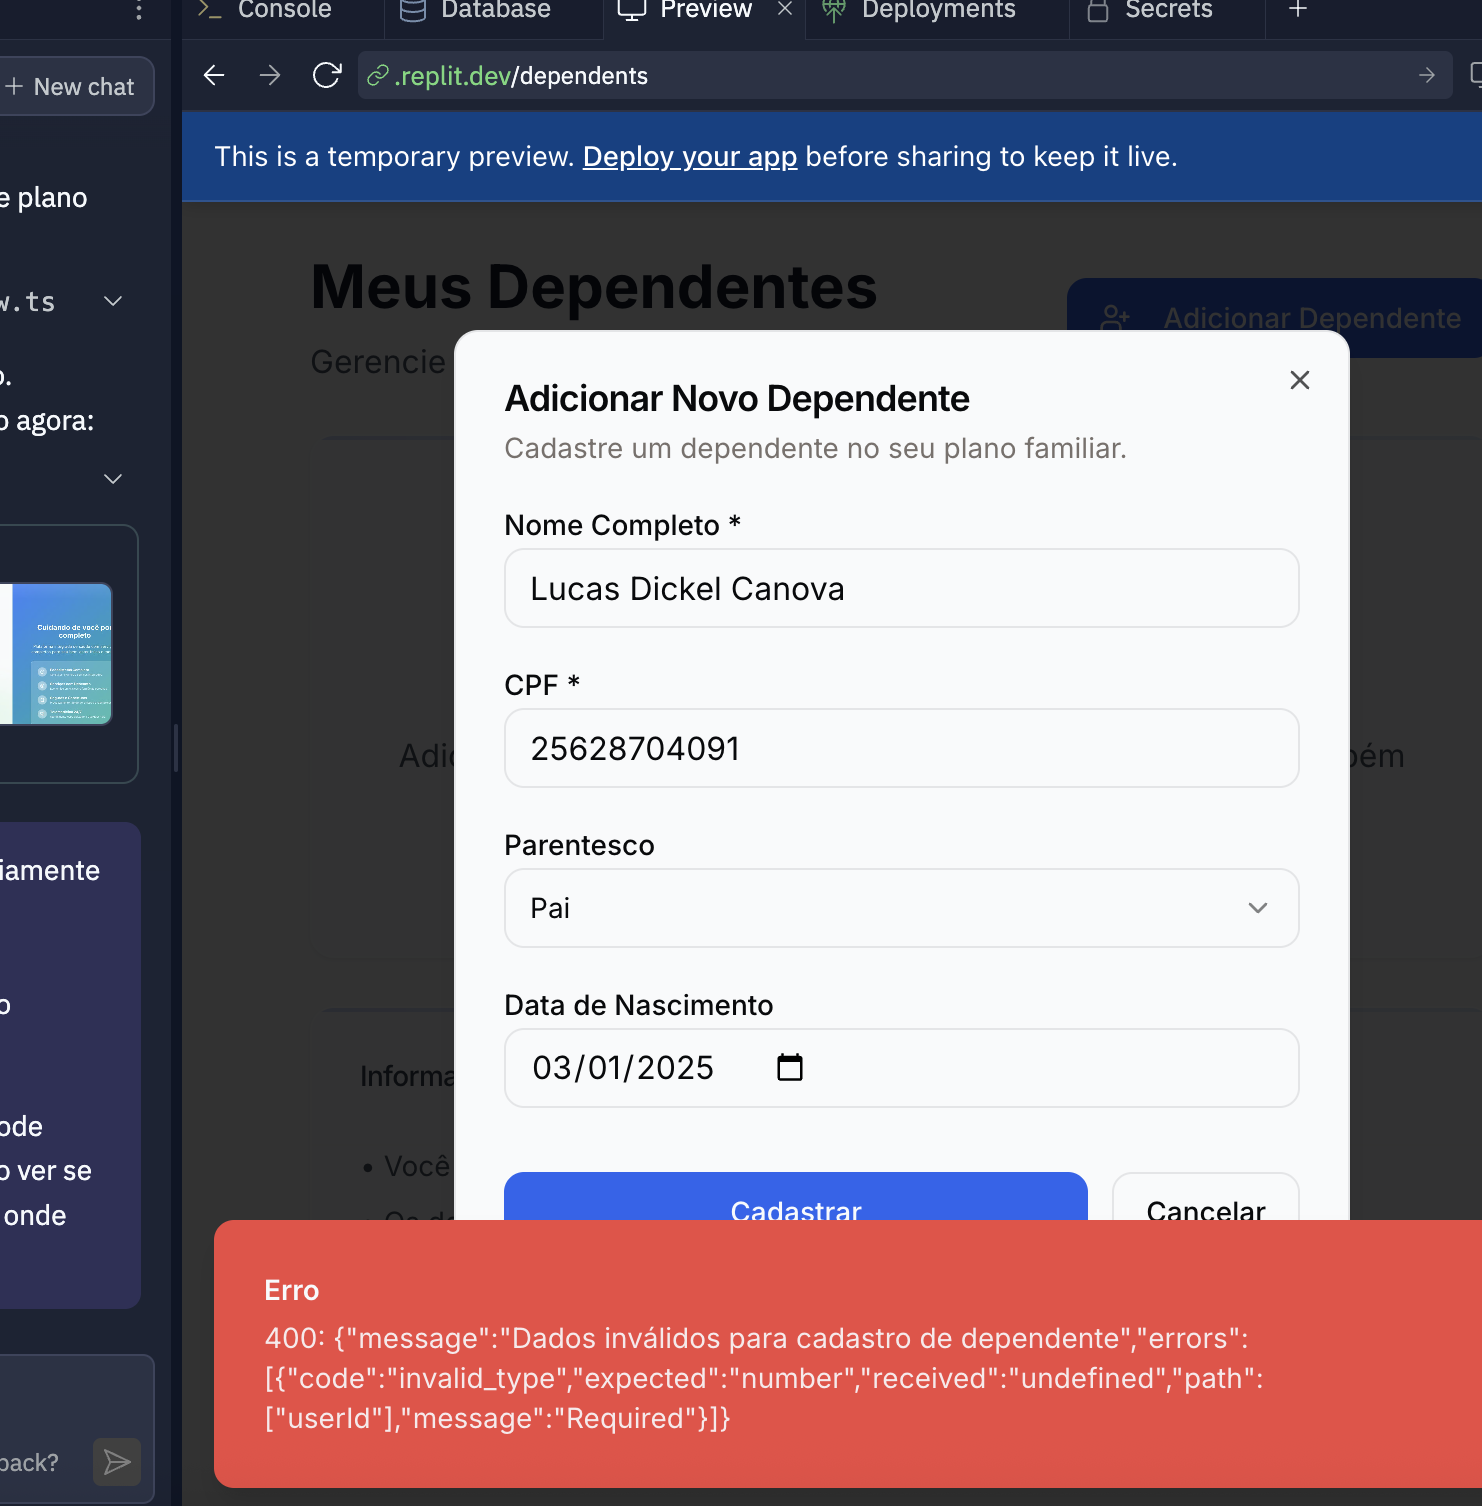 Console
Database
Preview
Deployments
Secrets
New chat
.replit.dev/dependents
This is a temporary preview. Deploy your app before sharing to keep it live.
e plano
w.ts
o.
o agora:
Cuidando de você por
completo
iamente
o
ode
o ver se
onde
back?
Meus Dependentes
Adicionar Dependente
Gerencie
Adic
bém
Informa
• Você
Adicionar Novo Dependente
Cadastre um dependente no seu plano familiar.
Nome Completo *
Lucas Dickel Canova
CPF *
25628704091
Parentesco
Pai
Data de Nascimento
03/01/2025
Cadastrar
Cancelar
Erro
400: {"message":"Dados inválidos para cadastro de dependente","errors":
[{"code":"invalid_type","expected":"number","received":"undefined","path":
["userId"],"message":"Required"}]}